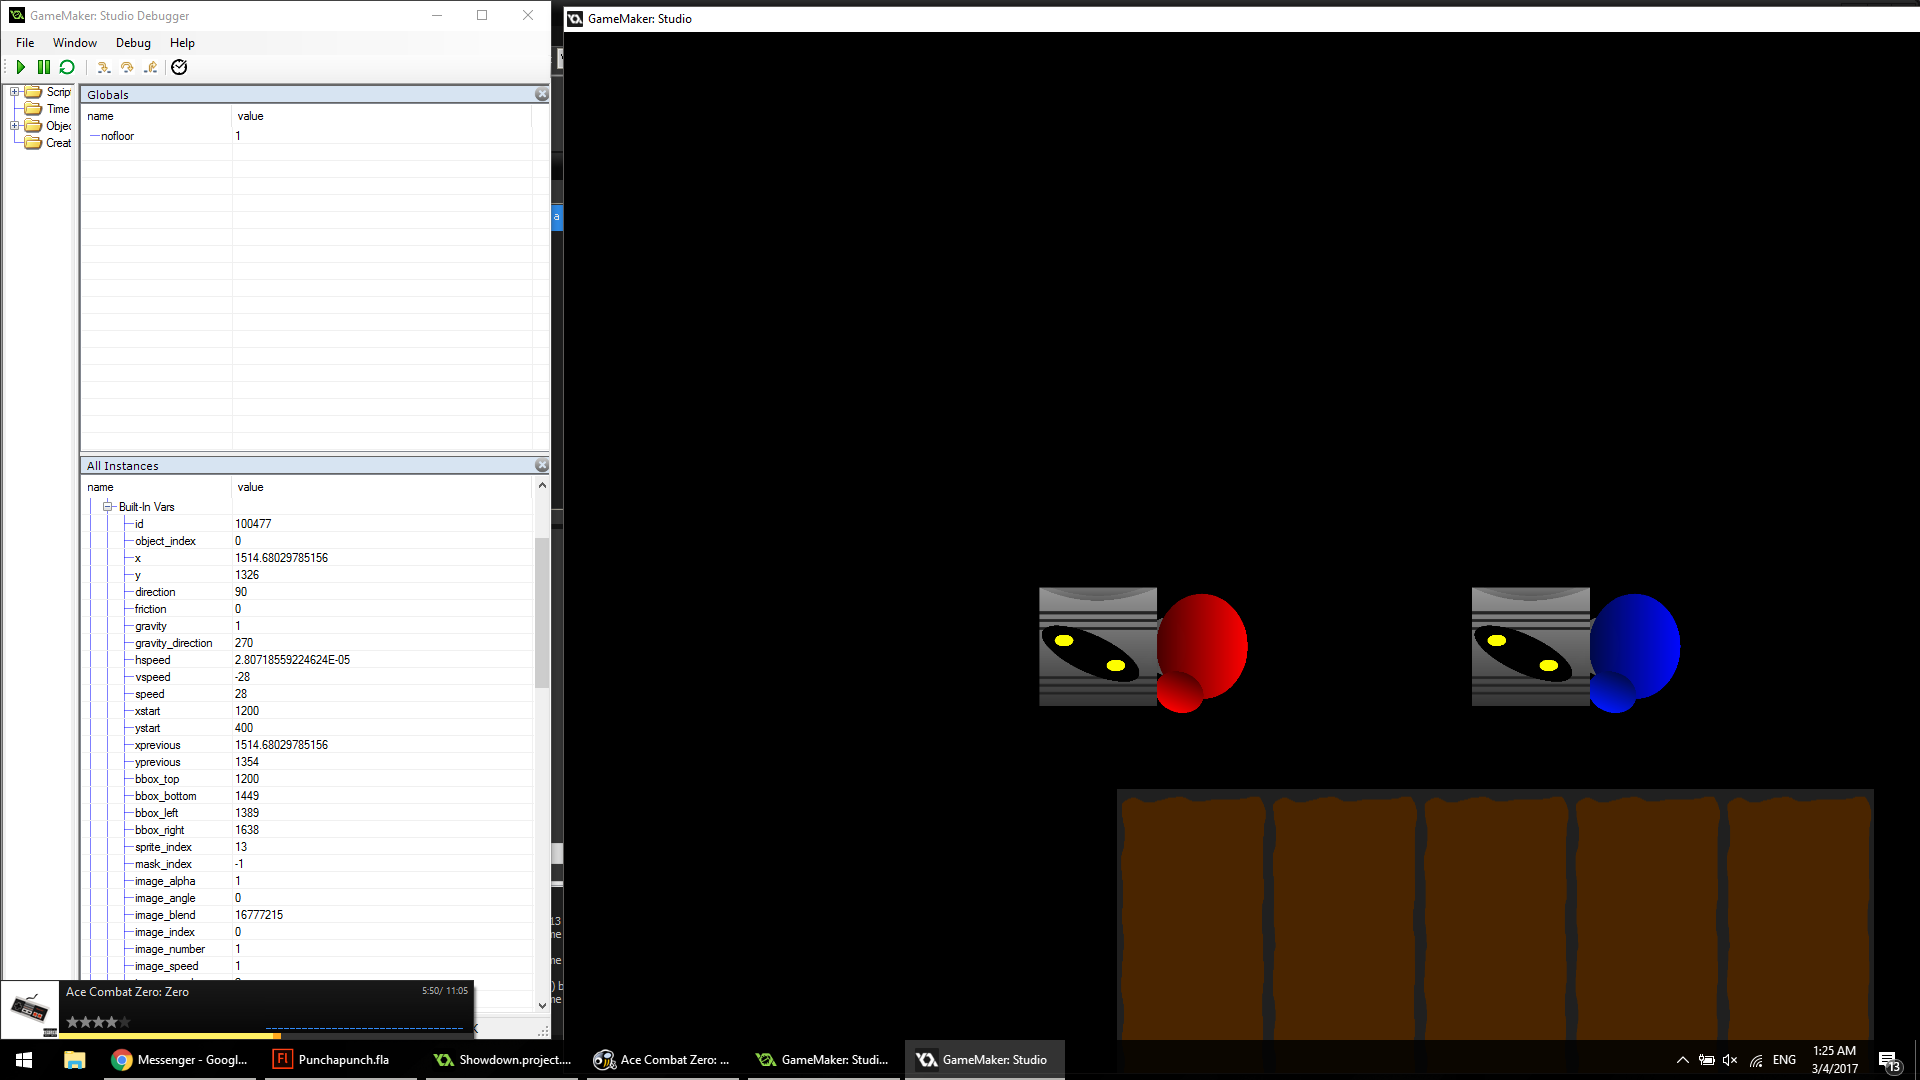 GameMaker: Studio Debugger
File Window Debug Help
Scrip
Time
Objec
Creat
Globals
name value
nofloor 1
All Instances
name value
Built-In Vars
id 100477
object_index 0
x 1514.68029785156
y 1326
direction 90
friction 0
gravity 1
gravity_direction 270
hspeed 2.80718559224624E-05
vspeed -28
speed 28
xstart 1200
ystart 400
xprevious 1514.68029785156
yprevious 1354
bbox_top 1200
bbox_bottom 1449
bbox_left 1389
bbox_right 1638
sprite_index 13
mask_index -1
image_alpha 1
image_angle 0
image_blend 16777215
image_index 0
image_number 1
image_speed 1
Ace Combat Zero: Zero 5:50/ 11:05
GameMaker: Studio
a
13
me
me
) b
me
Messenger - Googl...
Punchapunch.fla
Showdown.project....
Ace Combat Zero: ...
GameMaker: Studi...
GameMaker: Studio
ENG
1:25 AM
3/4/2017
13